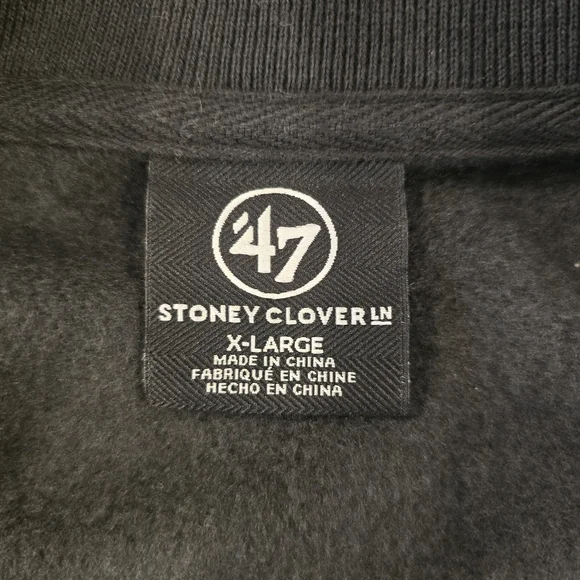 '47
STONEY CLOVER LN
X-LARGE
MADE IN CHINA
FABRIQUÉ EN CHINE
HECHO EN CHINA